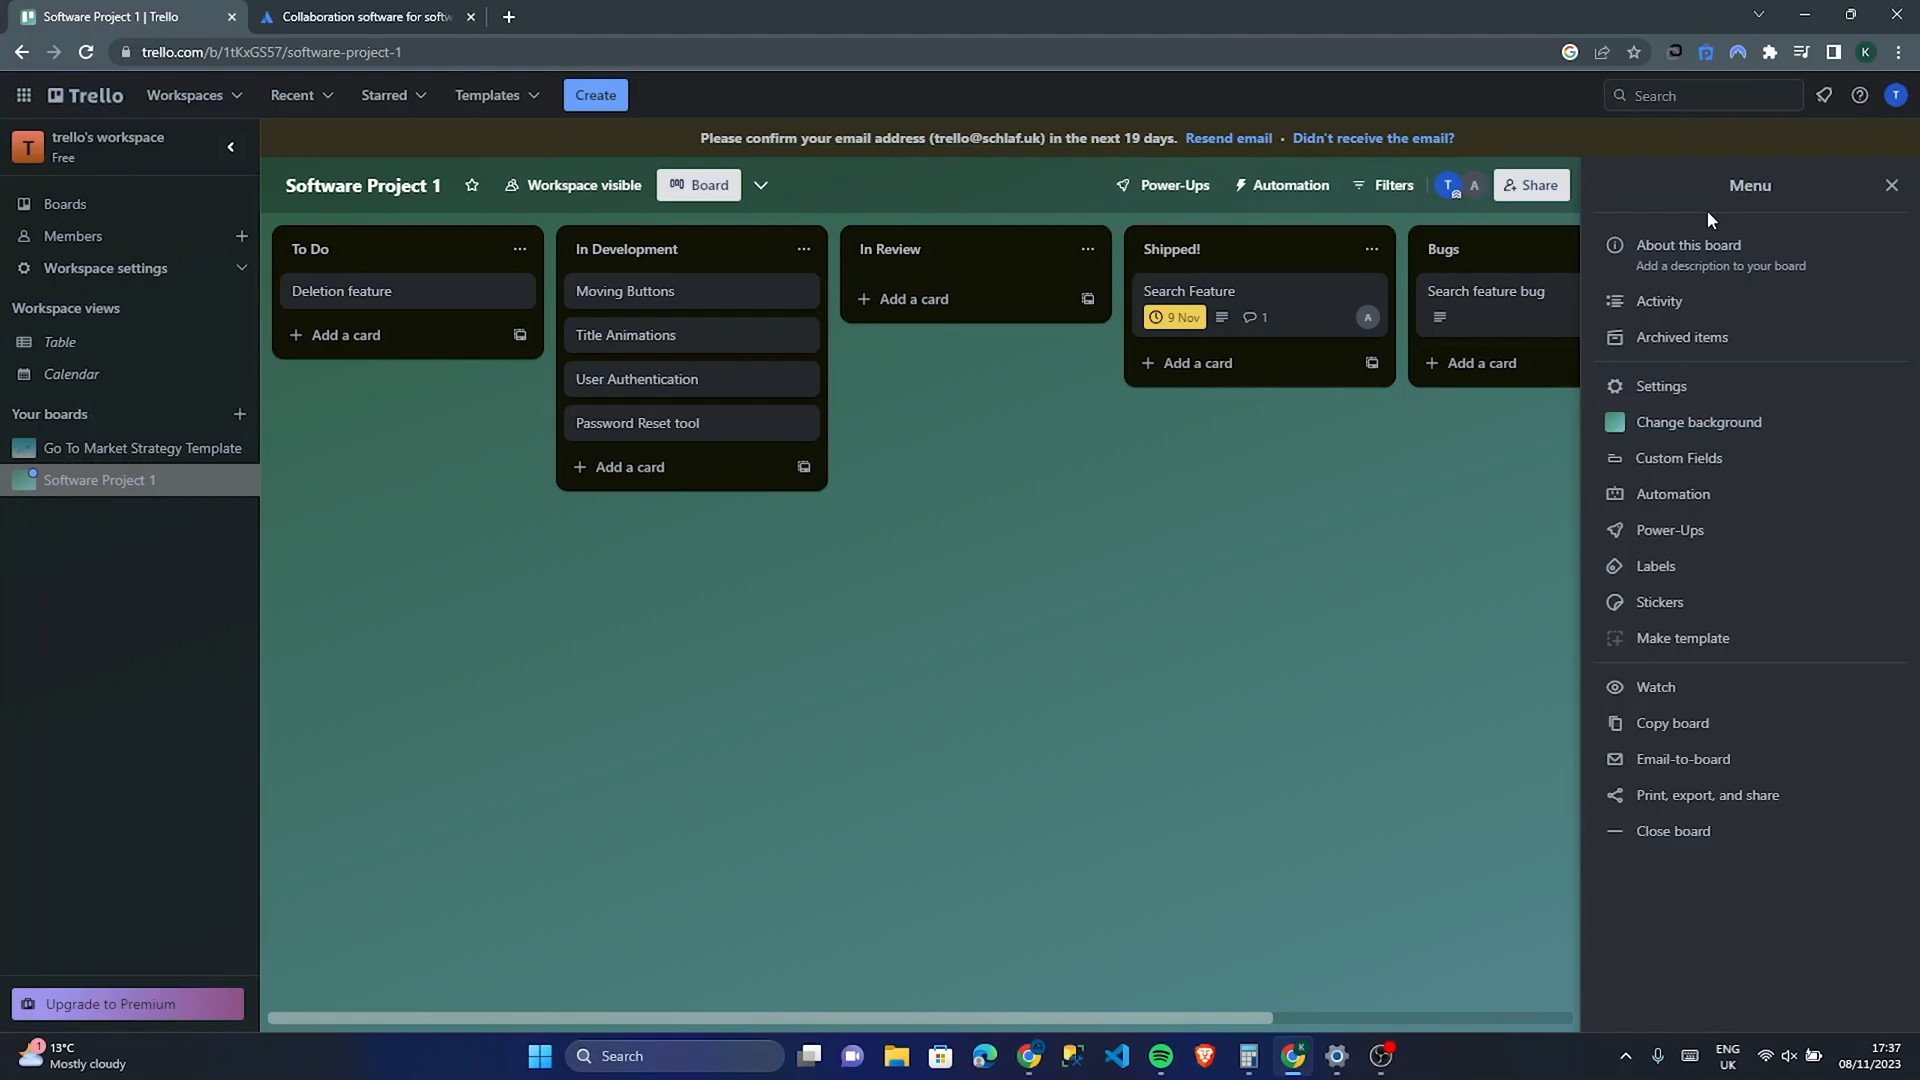 Software Project 1 | Trello
Collaboration software for softw
trello.com/b/1tKxGS57/software-project-1
K
Trello
Workspaces
Recent
Starred
Templates
Create
Search
T
T
trello's workspace
Free
Please confirm your email address (trello@schlaf.uk) in the next 19 days. Resend email • Didn't receive the email?
Boards
Members
Workspace settings
Workspace views
Table
Calendar
Your boards
Go To Market Strategy Template
Software Project 1
Upgrade to Premium
Software Project 1
Workspace visible
Board
Power-Ups
Automation
Filters
T
A
Share
To Do
Deletion feature
Add a card
In Development
Moving Buttons
Title Animations
User Authentication
Password Reset tool
Add a card
In Review
Add a card
Shipped!
Search Feature
9 Nov
1
A
Add a card
Bugs
Search feature bug
Add a card
Menu
About this board
Add a description to your board
Activity
Archived items
Settings
Change background
Custom Fields
Automation
Power-Ups
Labels
Stickers
Make template
Watch
Copy board
Email-to-board
Print, export, and share
Close board
1
13°C
Mostly cloudy
Search
K
ENG
UK
17:37
08/11/2023